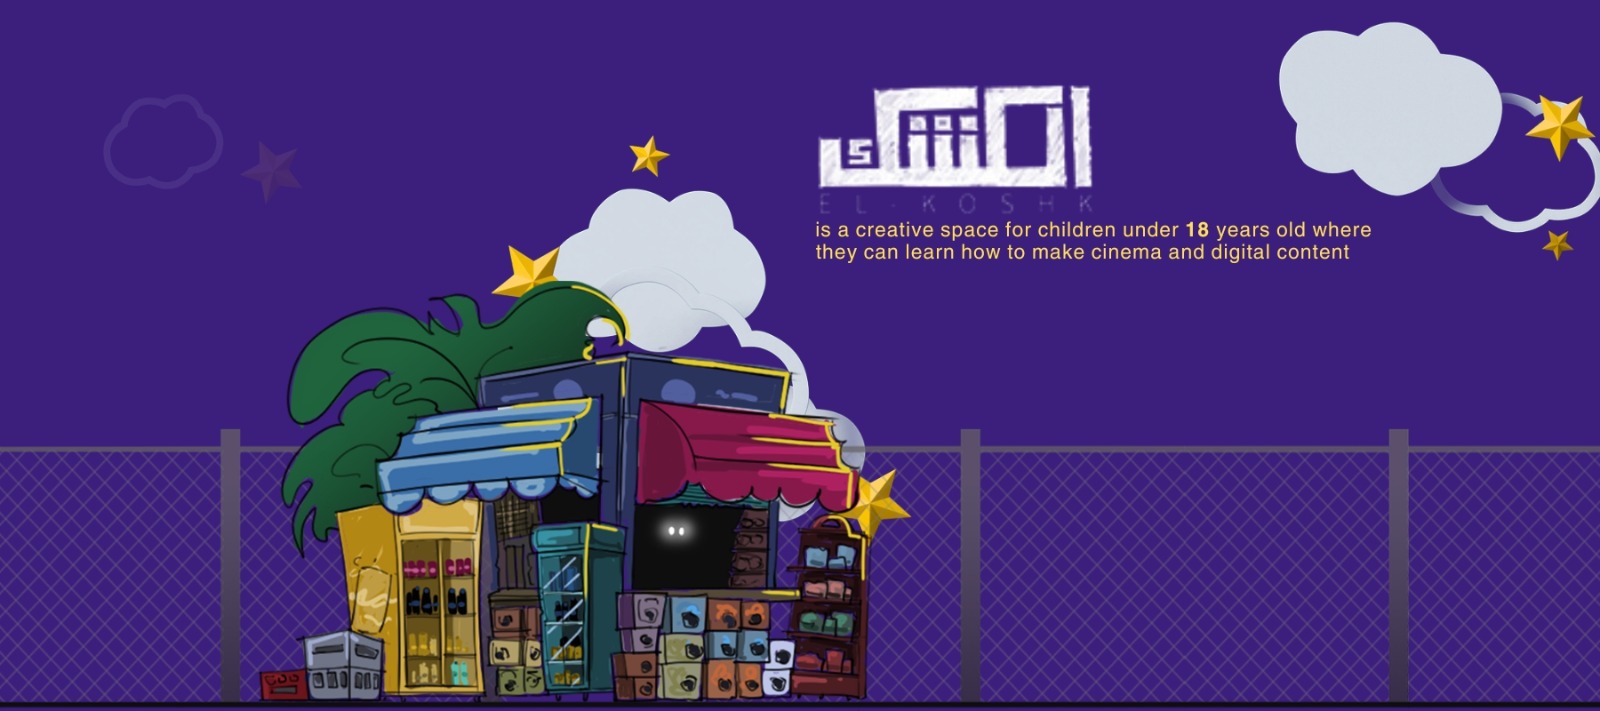 الكشك
EL-KOSHK
is a creative space for children under 18 years old where
they can learn how to make cinema and digital content